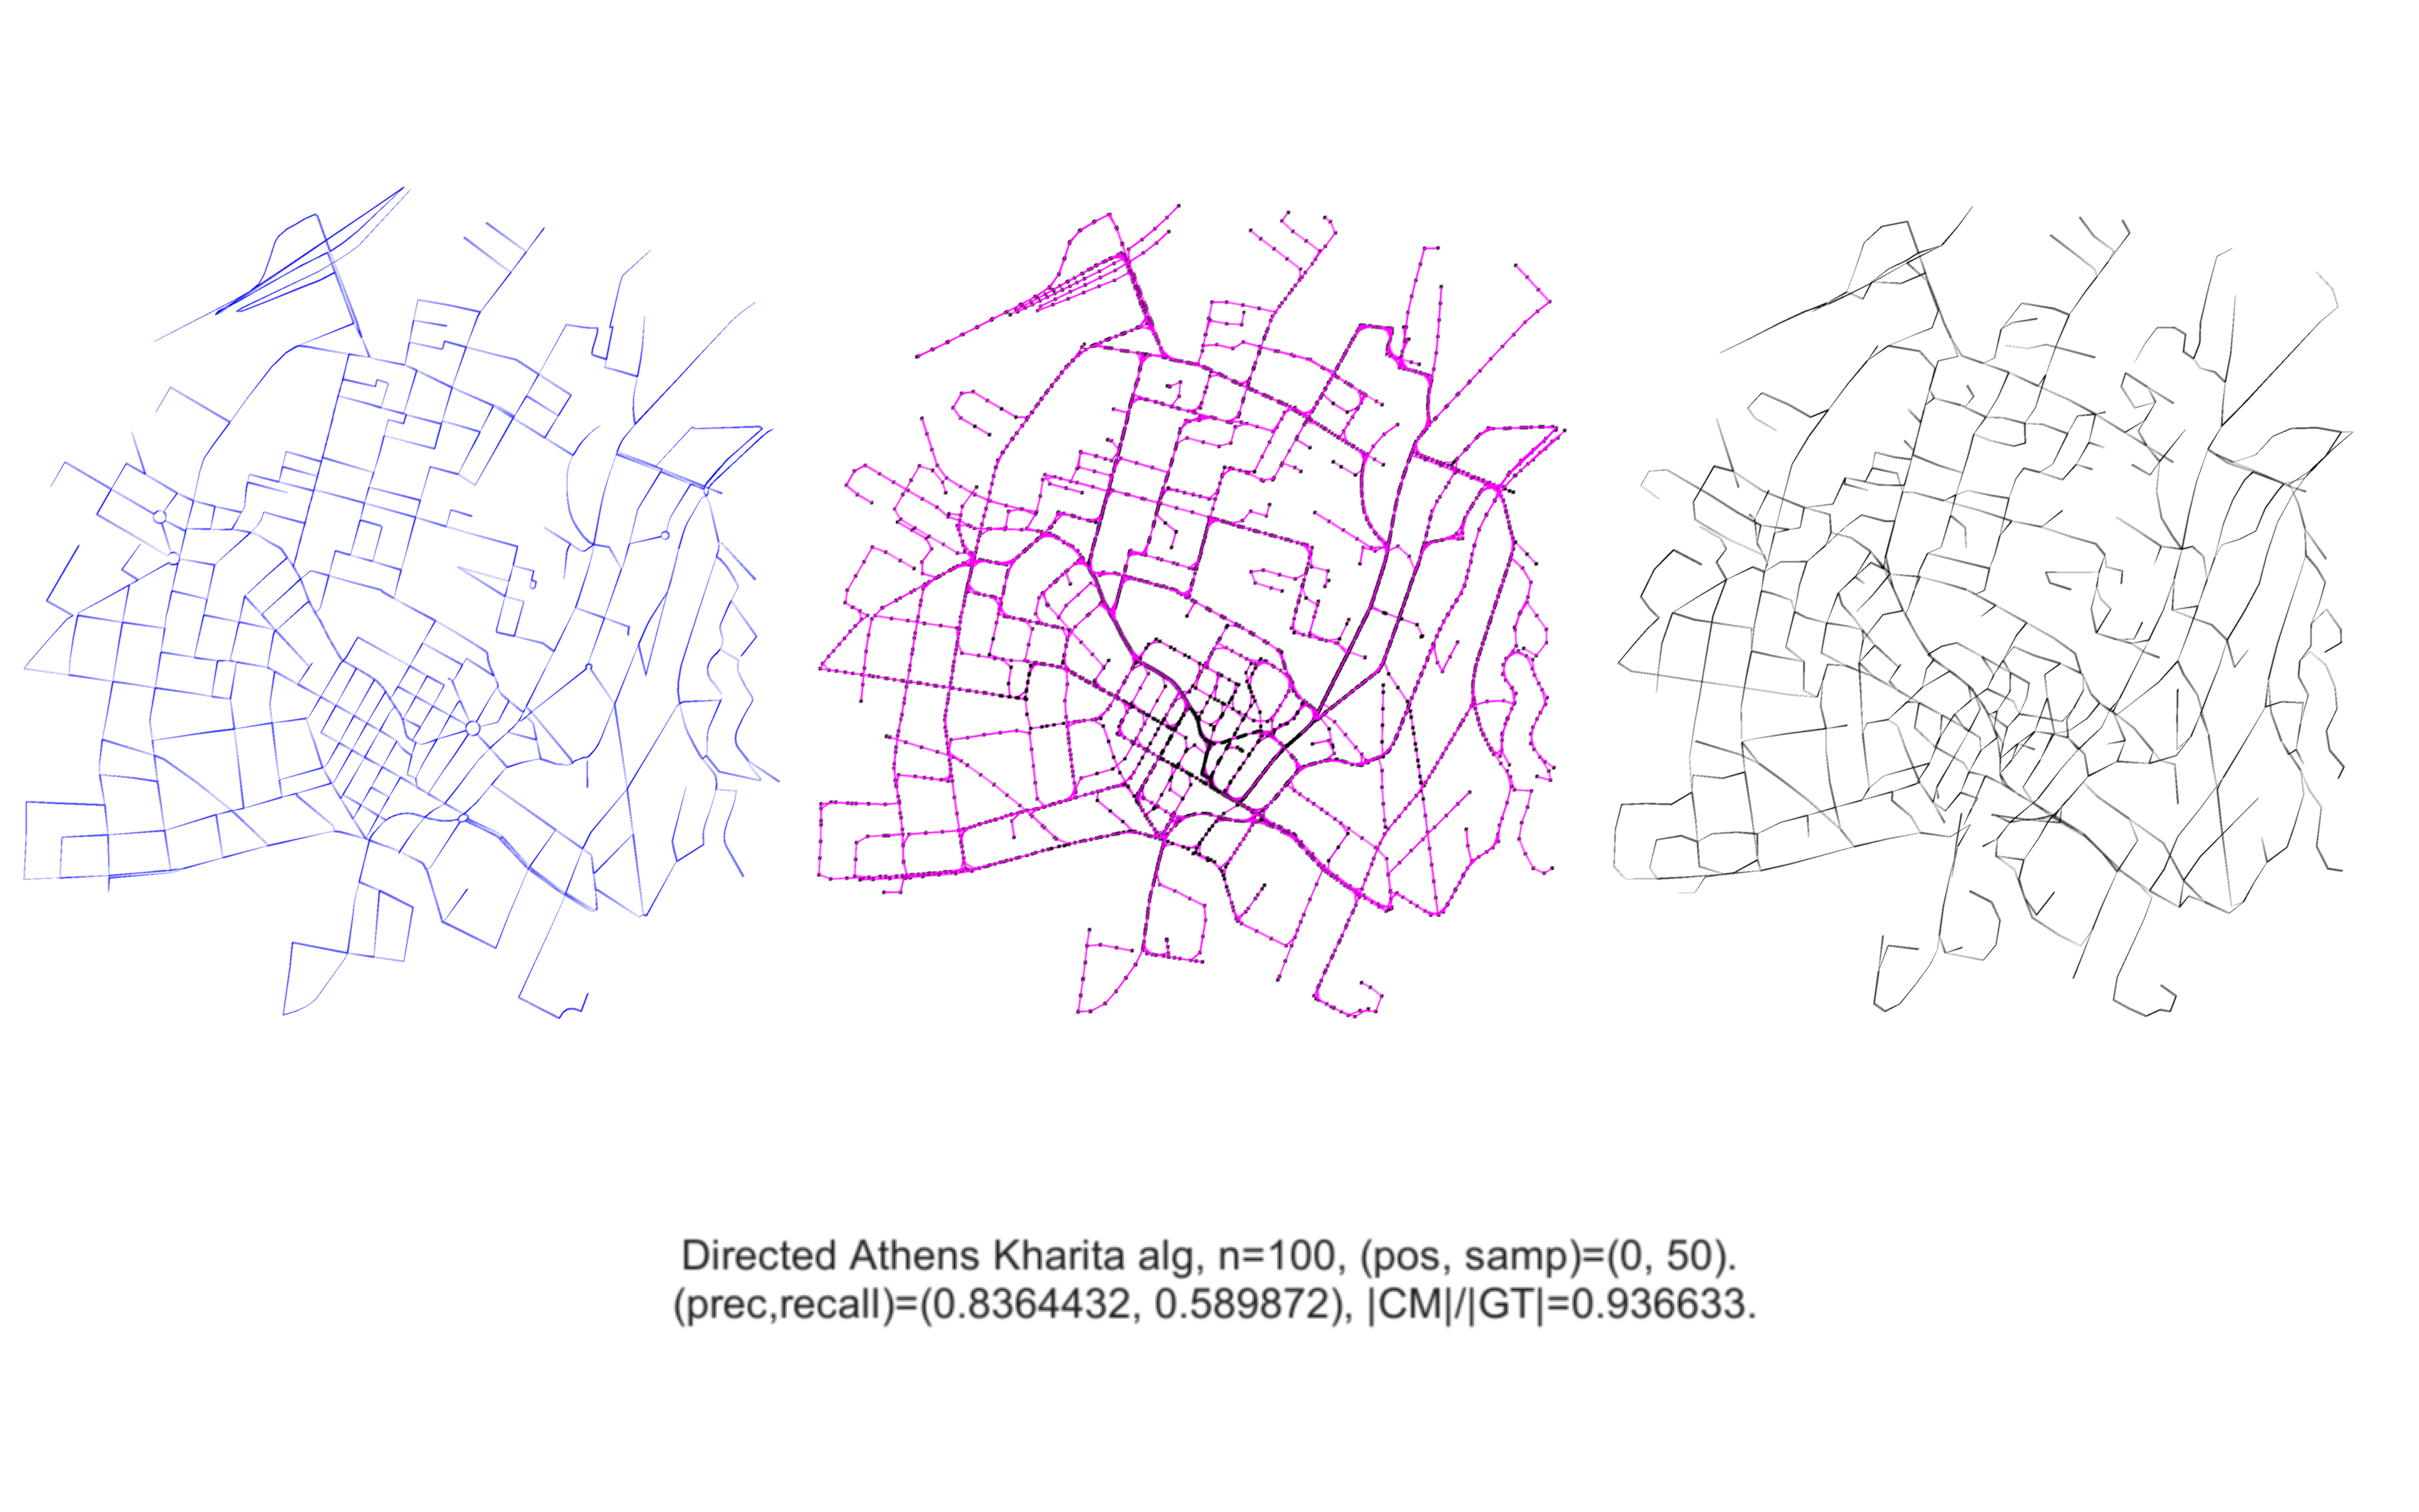 Directed Athens Kharita alg, n=100, (pos, samp)=(0, 50).
(prec,recall)=(0.8364432, 0.589872), |CM|/|GT|=0.936633.